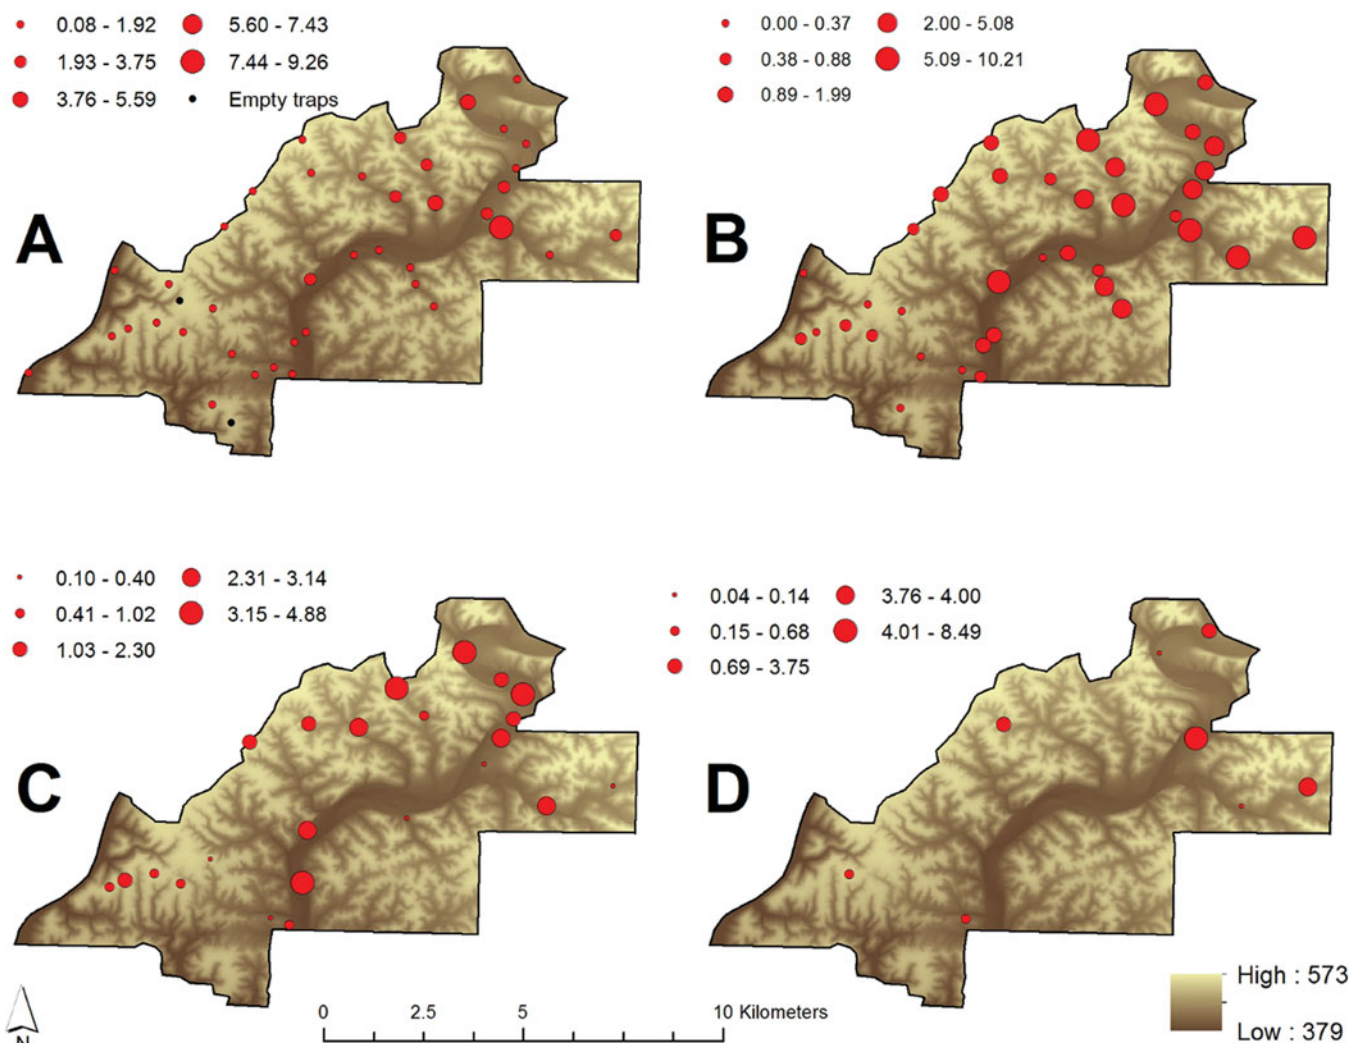 0.08 - 1.92
1.93 - 3.75
3.76 - 5.59
5.60 - 7.43
7.44 - 9.26
Empty traps
A
0.00 - 0.37
0.38 - 0.88
0.89 - 1.99
2.00 - 5.08
5.09 - 10.21
B
0.10 - 0.40
0.41 - 1.02
1.03 - 2.30
2.31 - 3.14
3.15 - 4.88
C
0.04 - 0.14
0.15 - 0.68
0.69 - 3.75
3.76 - 4.00
4.01 - 8.49
D
N
0 2.5 5 10 Kilometers
High : 573
Low : 379